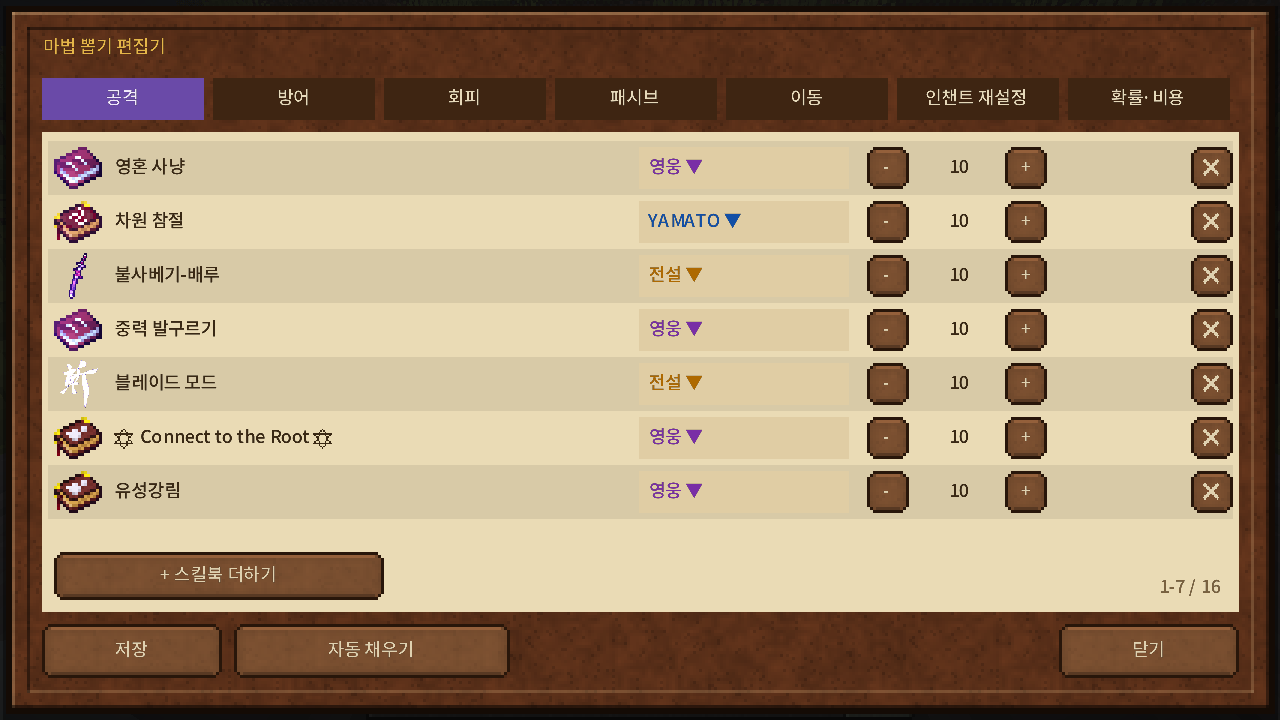 마법 뽑기 편집기
공격 방어 회피 패시브 이동 인챈트 재설정 확률·비용
영혼 사냥 영웅 ▼ - 10 + ✕
차원 참절 YAMATO ▼ - 10 + ✕
불사베기-배루 전설 ▼ - 10 + ✕
중력 발구르기 영웅 ▼ - 10 + ✕
斬 블레이드 모드 전설 ▼ - 10 + ✕
✡ Connect to the Root ✡ 영웅 ▼ - 10 + ✕
유성강림 영웅 ▼ - 10 + ✕
+ 스킬북 더하기
1-7 / 16
저장 자동 채우기 닫기